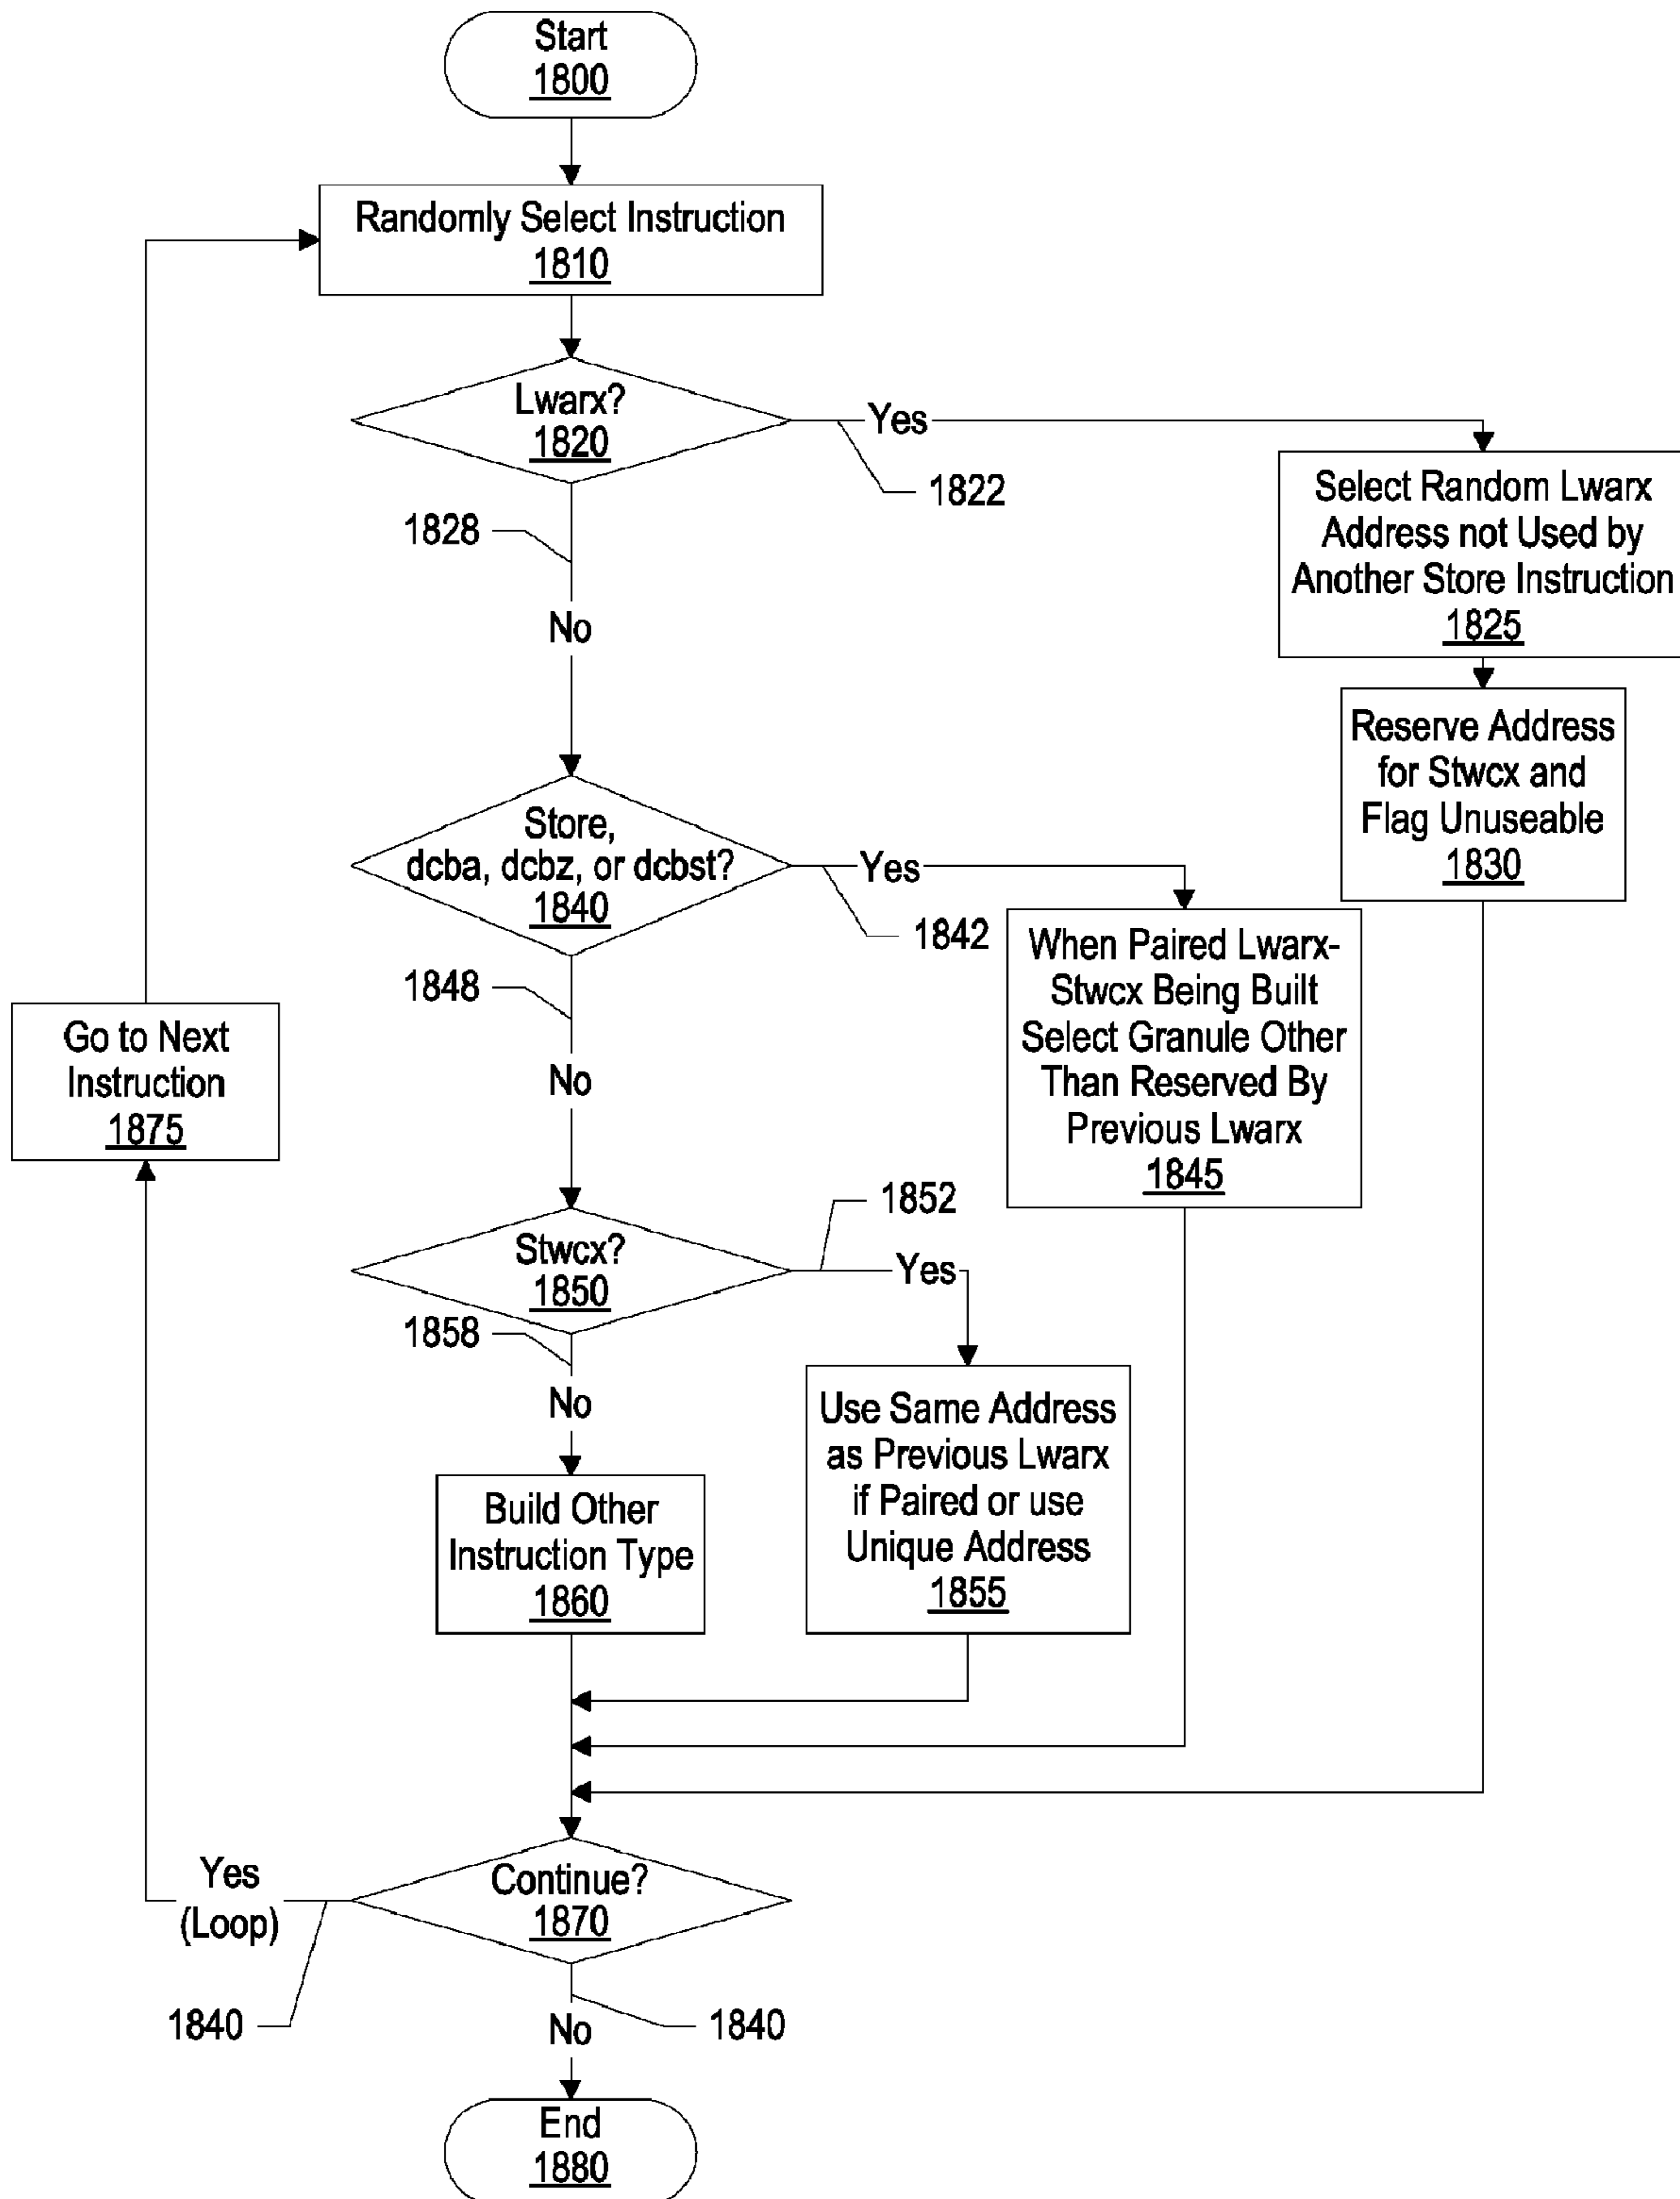 Start
1800
Randomly Select Instruction
1810
Lwarx?
1820
Yes
1822
1828
No
Select Random Lwarx
Address not Used by
Another Store Instruction
1825
Reserve Address
for Stwcx and
Flag Unuseable
1830
Store,
dcba, dcbz, or dcbst?
1840
Yes
1842
1848
No
When Paired Lwarx-
Stwcx Being Built
Select Granule Other
Than Reserved By
Previous Lwarx
1845
Go to Next
Instruction
1875
Stwcx?
1850
1852
Yes
1858
No
Use Same Address
as Previous Lwarx
if Paired or use
Unique Address
1855
Build Other
Instruction Type
1860
Continue?
1870
Yes
(Loop)
1840
No
1840
End
1880